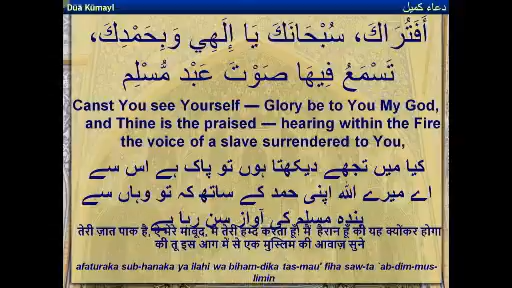 Duä Kümayl
دعاء كميل
أَفَتُرَاكَ، سُبْحَانَكَ يَا إِلَهِي وَبِحَمْدِكَ،
تَسْمَعُ فِيهَا صَوْتَ عَبْدٍ مُّسْلِمٍ
Canst You see Yourself — Glory be to You My God,
and Thine is the praised — hearing within the Fire
the voice of a slave surrendered to You,
کیا میں تجھے دیکھتا ہوں تو پاک ہے اس سے
اے میرے اللہ اپنی حمد کے ساتھ کہ تو وہاں سے
بندہ مسلم کی آواز سن رہا ہے
तेरी ज़ात पाक है, ऐ मेरे माबूद, मै तेरी हम्द करता हूँ! मैं हैरान हूँ की यह क्योंकर होगा
की तू इस आग में से एक मुस्लिम की आवाज़ सुने
afaturaka sub-hanaka ya ilahi wa biham-dika tas-mau' fiha saw-ta `ab-dim-mus-
limin